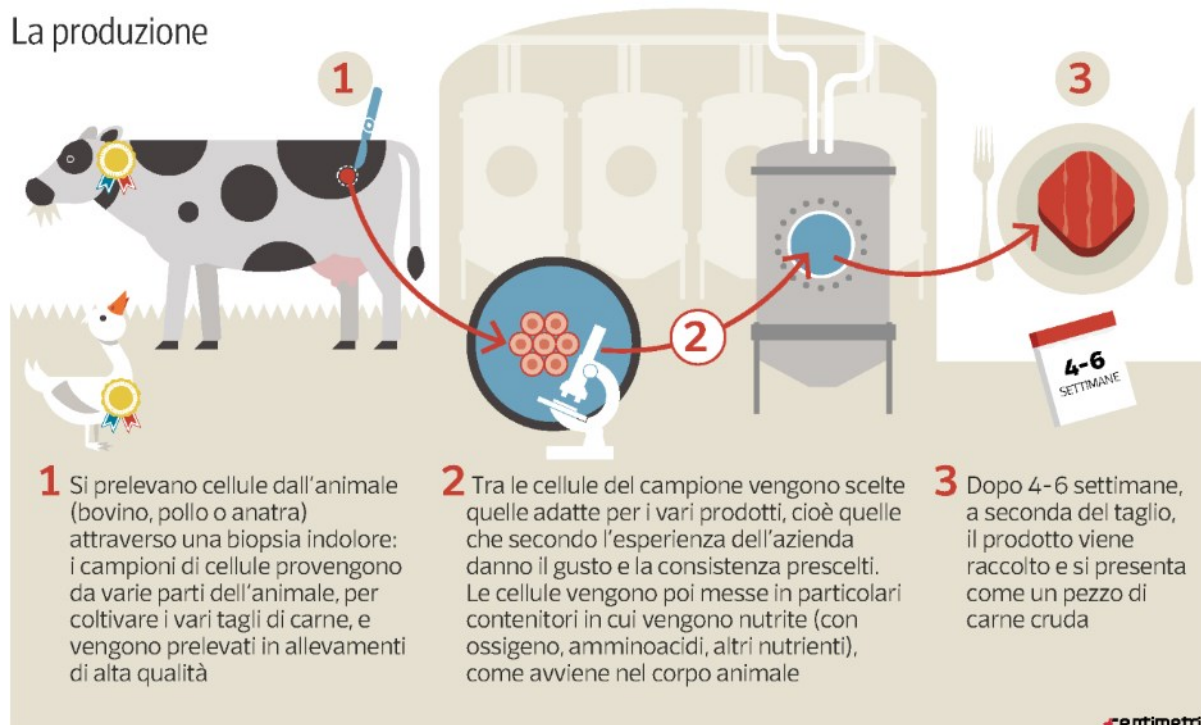 La produzione
1
2
3
4-6
SETTIMANE
1 Si prelevano cellule dall'animale
(bovino, pollo o anatra)
attraverso una biopsia indolore:
i campioni di cellule provengono
da varie parti dell'animale, per
coltivare i vari tagli di carne, e
vengono prelevati in allevamenti
di alta qualità
2 Tra le cellule del campione vengono scelte
quelle adatte per i vari prodotti, cioè quelle
che secondo l'esperienza dell'azienda
danno il gusto e la consistenza prescelti.
Le cellule vengono poi messe in particolari
contenitori in cui vengono nutrite (con
ossigeno, amminoacidi, altri nutrienti),
come avviene nel corpo animale
3 Dopo 4-6 settimane,
a seconda del taglio,
il prodotto viene
raccolto e si presenta
come un pezzo di
carne cruda
centimetri